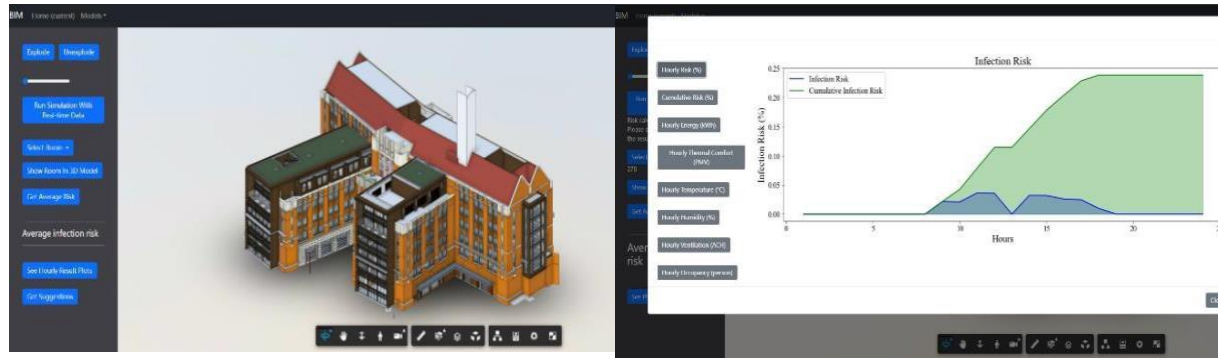 BIM Home (current) Models
Explode Unexplode
Run Simulation With
Real-time Data
Select Room
Show Room In 3D Model
Get Average Risk
Average infection risk
See Hourly Result Plots
Get Suggestions
BIM
Hourly Risk (%)
Cumulative Risk (%)
Hourly Energy (kWh)
Hourly Thermal Comfort
(PMV)
Hourly Temperature (°C)
Hourly Humidity (%)
Hourly Ventilation (ACH)
Hourly Occupancy (person)
Infection Risk
Infection Risk
Cumulative Infection Risk
Infection Risk (%)
0.25
0.20
0.15
0.10
0.05
0.00
0 5 10 15 20
Hours
risk